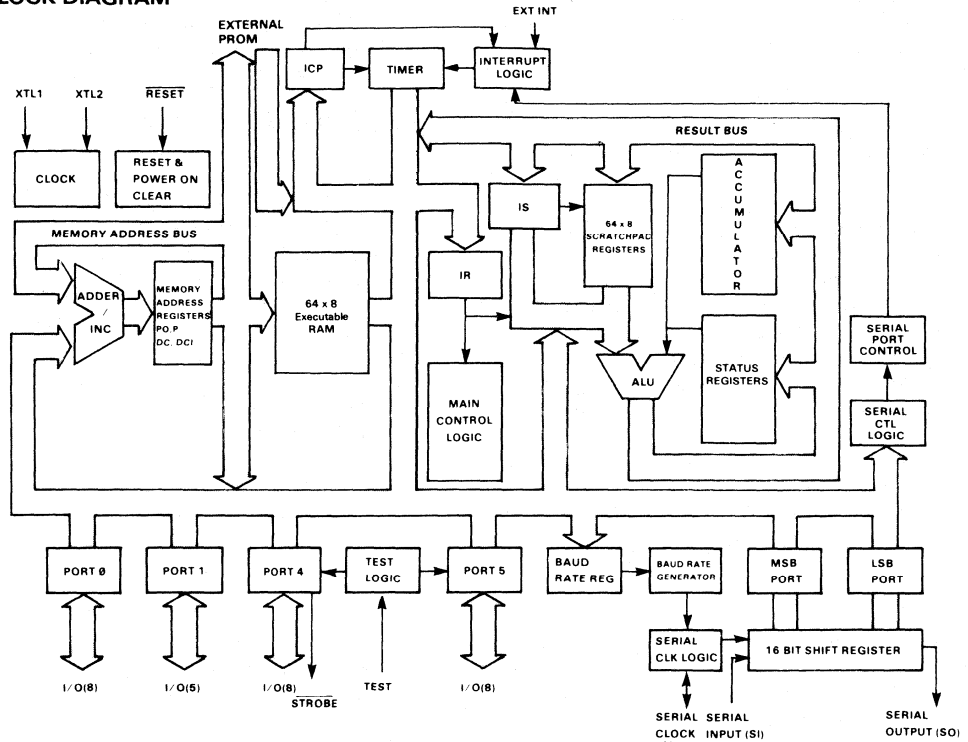 BLOCK DIAGRAM
EXTERNAL
PROM
EXT INT
ICP
TIMER
INTERRUPT
LOGIC
XTL1
XTL2
RESET
RESULT BUS
CLOCK
RESET &
POWER ON
CLEAR
IS
64 x 8
SCRATCHPAD
REGISTERS
ACCUMULATOR
MEMORY ADDRESS BUS
IR
ADDER
/
INC
MEMORY
ADDRESS
REGISTERS
PO,P
DC, DCI
64 x 8
Executable
RAM
SERIAL
PORT
CONTROL
ALU
STATUS
REGISTERS
MAIN
CONTROL
LOGIC
SERIAL
CTL
LOGIC
PORT Ø
PORT 1
PORT 4
TEST
LOGIC
PORT 5
BAUD
RATE REG
BAUD RATE
GENERATOR
MSB
PORT
LSB
PORT
SERIAL
CLK LOGIC
16 BIT SHIFT REGISTER
I/O(8)
I/O(5)
I/O(8)
STROBE
TEST
I/O(8)
SERIAL
CLOCK
SERIAL
INPUT (SI)
SERIAL
OUTPUT (SO)